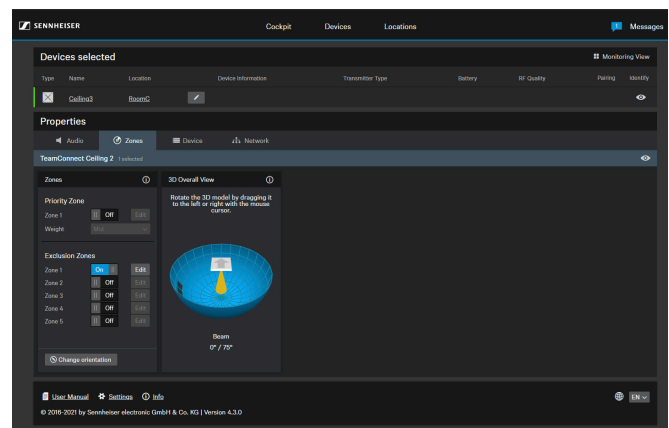 SENNHEISER Cockpit Devices Locations 1 Messages
Devices selected Monitoring View
Type Name Location Device Information Transmitter Type Battery RF Quality Pairing Identify
Ceiling3 RoomC
Properties
Audio Zones Device Network
TeamConnect Ceiling 2 1 selected
Zones
Priority Zone
Zone 1 Off Edit
Weight Mid
Exclusion Zones
Zone 1 On Edit
Zone 2 Off Edit
Zone 3 Off Edit
Zone 4 Off Edit
Zone 5 Off Edit
Change orientation
3D Overall View
Rotate the 3D model by dragging it
to the left or right with the mouse
cursor.
Beam
0° / 75°
User Manual Settings Info EN
© 2016-2021 by Sennheiser electronic GmbH & Co. KG | Version 4.3.0